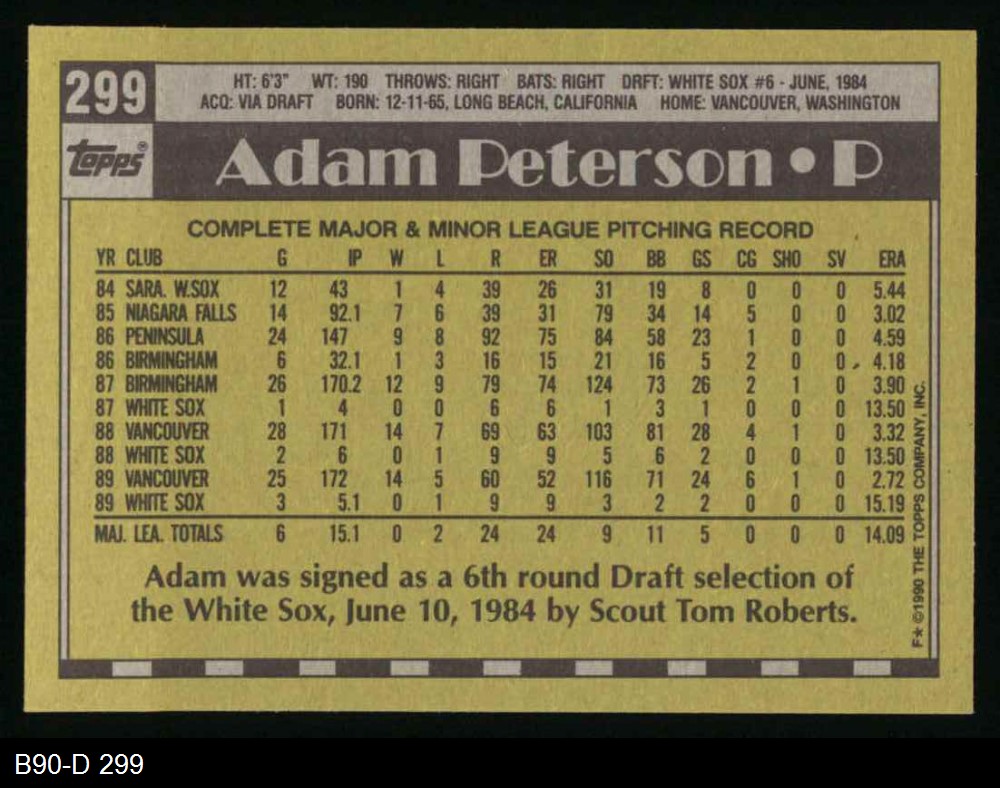 299
HT: 6'3" WT: 190 THROWS: RIGHT BATS: RIGHT DRFT: WHITE SOX #6 - JUNE, 1984
ACQ: VIA DRAFT BORN: 12-11-65, LONG BEACH, CALIFORNIA HOME: VANCOUVER, WASHINGTON
Topps®
Adam Peterson • P
COMPLETE MAJOR & MINOR LEAGUE PITCHING RECORD
YR CLUB G IP W L R ER SO BB GS CG SHO SV ERA
84 SARA. W.SOX 12 43 1 4 39 26 31 19 8 0 0 0 5.44
85 NIAGARA FALLS 14 92.1 7 6 39 31 79 34 14 5 0 0 3.02
86 PENINSULA 24 147 9 8 92 75 84 58 23 1 0 0 4.59
86 BIRMINGHAM 6 32.1 1 3 16 15 21 16 5 2 0 0 4.18
87 BIRMINGHAM 26 170.2 12 9 79 74 124 73 26 2 1 0 3.90
87 WHITE SOX 1 4 0 0 6 6 1 3 1 0 0 0 13.50
88 VANCOUVER 28 171 14 7 69 63 103 81 28 4 1 0 3.32
88 WHITE SOX 2 6 0 1 9 9 5 6 2 0 0 0 13.50
89 VANCOUVER 25 172 14 5 60 52 116 71 24 6 1 0 2.72
89 WHITE SOX 3 5.1 0 1 9 9 3 2 2 0 0 0 15.19
MAJ. LEA. TOTALS 6 15.1 0 2 24 24 9 11 5 0 0 0 14.09
Adam was signed as a 6th round Draft selection of
the White Sox, June 10, 1984 by Scout Tom Roberts.
F★ ©1990 THE TOPPS COMPANY, INC.
B90-D 299